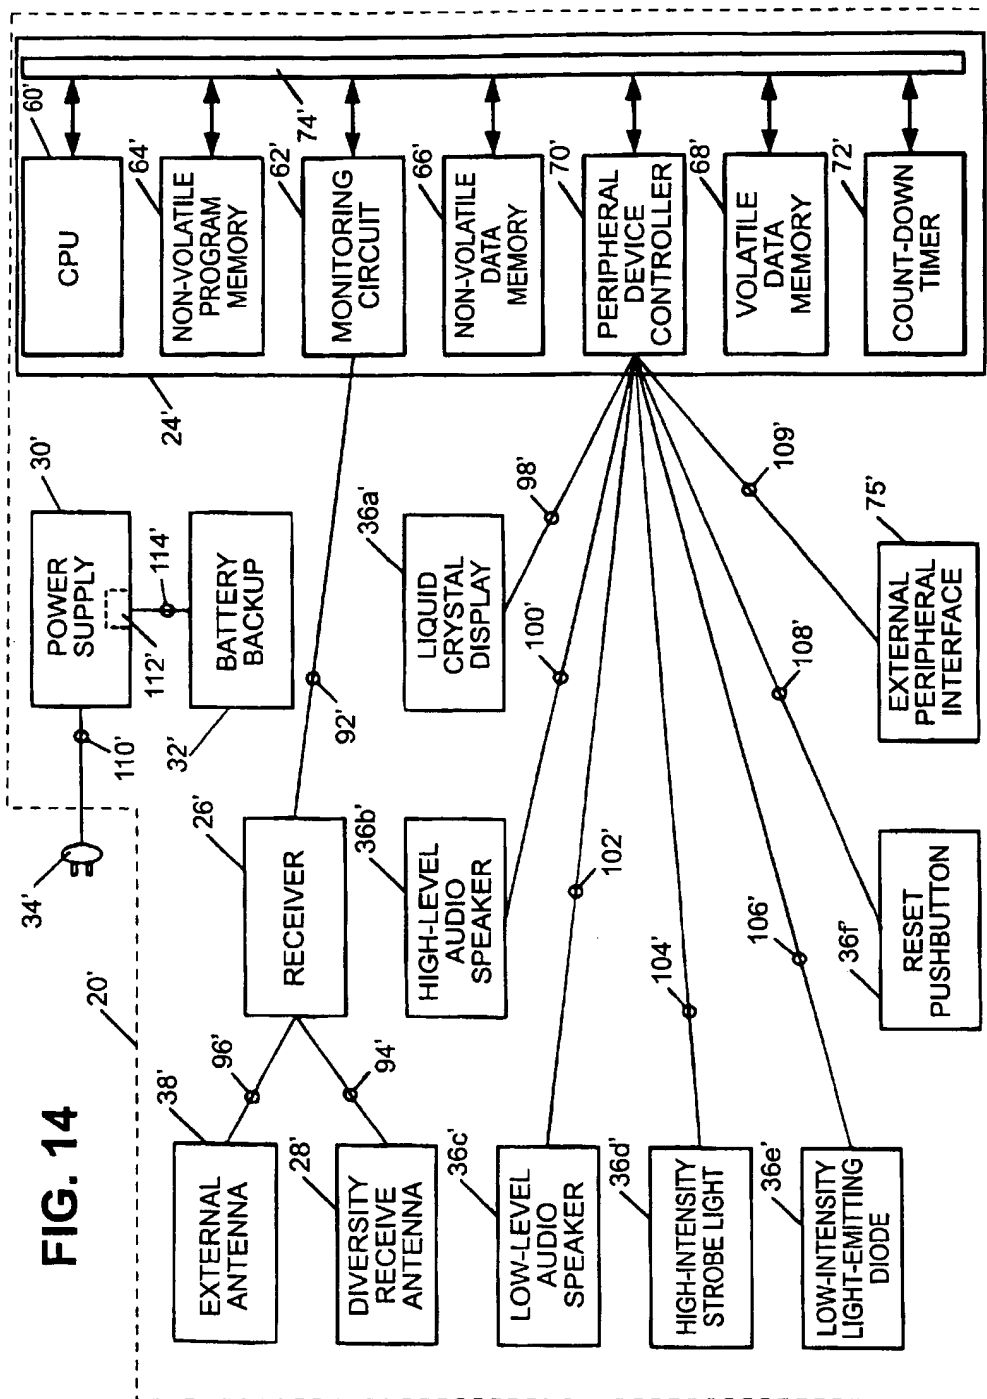 FIG. 14
20'
34'
110'
POWER
SUPPLY
30'
112'
114'
BATTERY
BACKUP
32'
24'
60'
CPU
64'
NON-VOLATILE
PROGRAM
MEMORY
62'
MONITORING
CIRCUIT
74'
66'
NON-VOLATILE
DATA
MEMORY
70'
PERIPHERAL
DEVICE
CONTROLLER
68'
VOLATILE
DATA
MEMORY
72'
COUNT-DOWN
TIMER
38'
EXTERNAL
ANTENNA
96'
28'
DIVERSITY
RECEIVE
ANTENNA
94'
26'
RECEIVER
92'
36a'
LIQUID
CRYSTAL
DISPLAY
98'
36b'
HIGH-LEVEL
AUDIO
SPEAKER
100'
36c'
LOW-LEVEL
AUDIO
SPEAKER
102'
36d'
HIGH-INTENSITY
STROBE LIGHT
104'
36e'
LOW-INTENSITY
LIGHT-EMITTING
DIODE
106'
36f'
RESET
PUSHBUTTON
108'
75'
EXTERNAL
PERIPHERAL
INTERFACE
109'